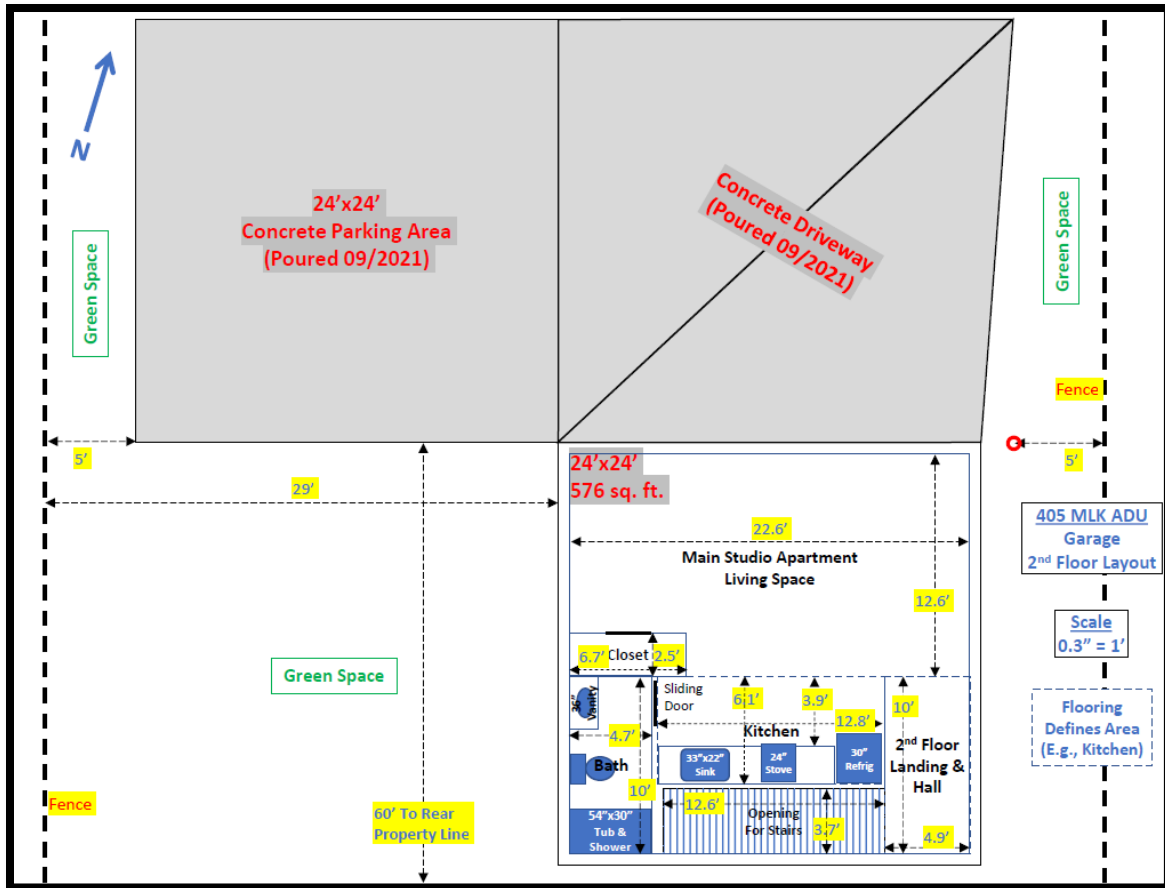 N
24'x24'
Concrete Parking Area
(Poured 09/2021)
Concrete Driveway
(Poured 09/2021)
Green Space
Green Space
Fence
5'
5'
29'
24'x24'
576 sq. ft.
22.6'
Main Studio Apartment
Living Space
12.6'
405 MLK ADU
Garage
2nd Floor Layout
Scale
0.3" = 1'
Flooring
Defines Area
(E.g., Kitchen)
Green Space
6.7'
Closet
2.5'
36"
Vanity
Sliding
Door
6.1'
3.9'
10'
12.8'
4.7'
Kitchen
2nd Floor
Landing &
Hall
Bath
33"x22"
Sink
24"
Stove
30"
Refrig
10'
12.6'
Opening
For Stairs
3.7'
4.9'
54"x30"
Tub &
Shower
Fence
60' To Rear
Property Line